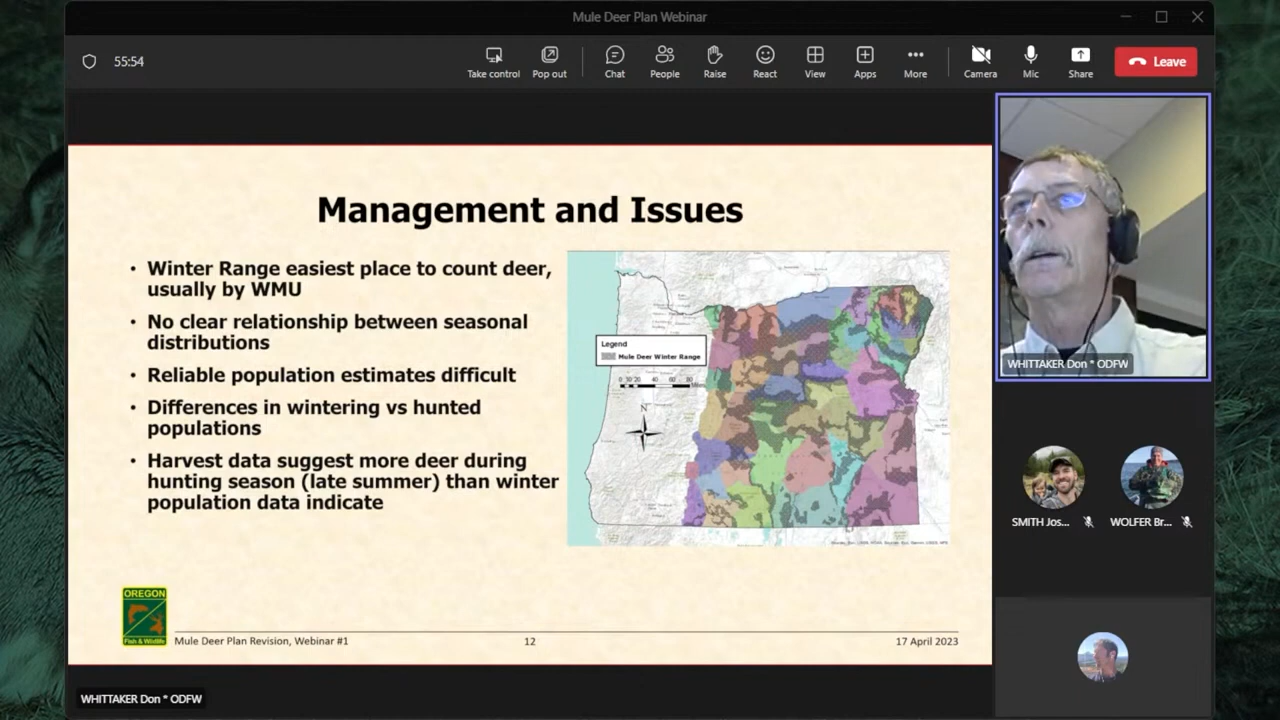 Mule Deer Plan Webinar
55:54
Take control
Pop out
Chat
People
Raise
React
View
Apps
More
Camera
Mic
Share
Leave
Management and Issues
• Winter Range easiest place to count deer,
usually by WMU
• No clear relationship between seasonal
distributions
• Reliable population estimates difficult
• Differences in wintering vs hunted
populations
• Harvest data suggest more deer during
hunting season (late summer) than winter
population data indicate
Legend
Mule Deer Winter Range
N
OREGON
Fish & Wildlife
Mule Deer Plan Revision, Webinar #1
12
17 April 2023
WHITTAKER Don * ODFW
SMITH Jos...
WOLFER Br...
WHITTAKER Don * ODFW